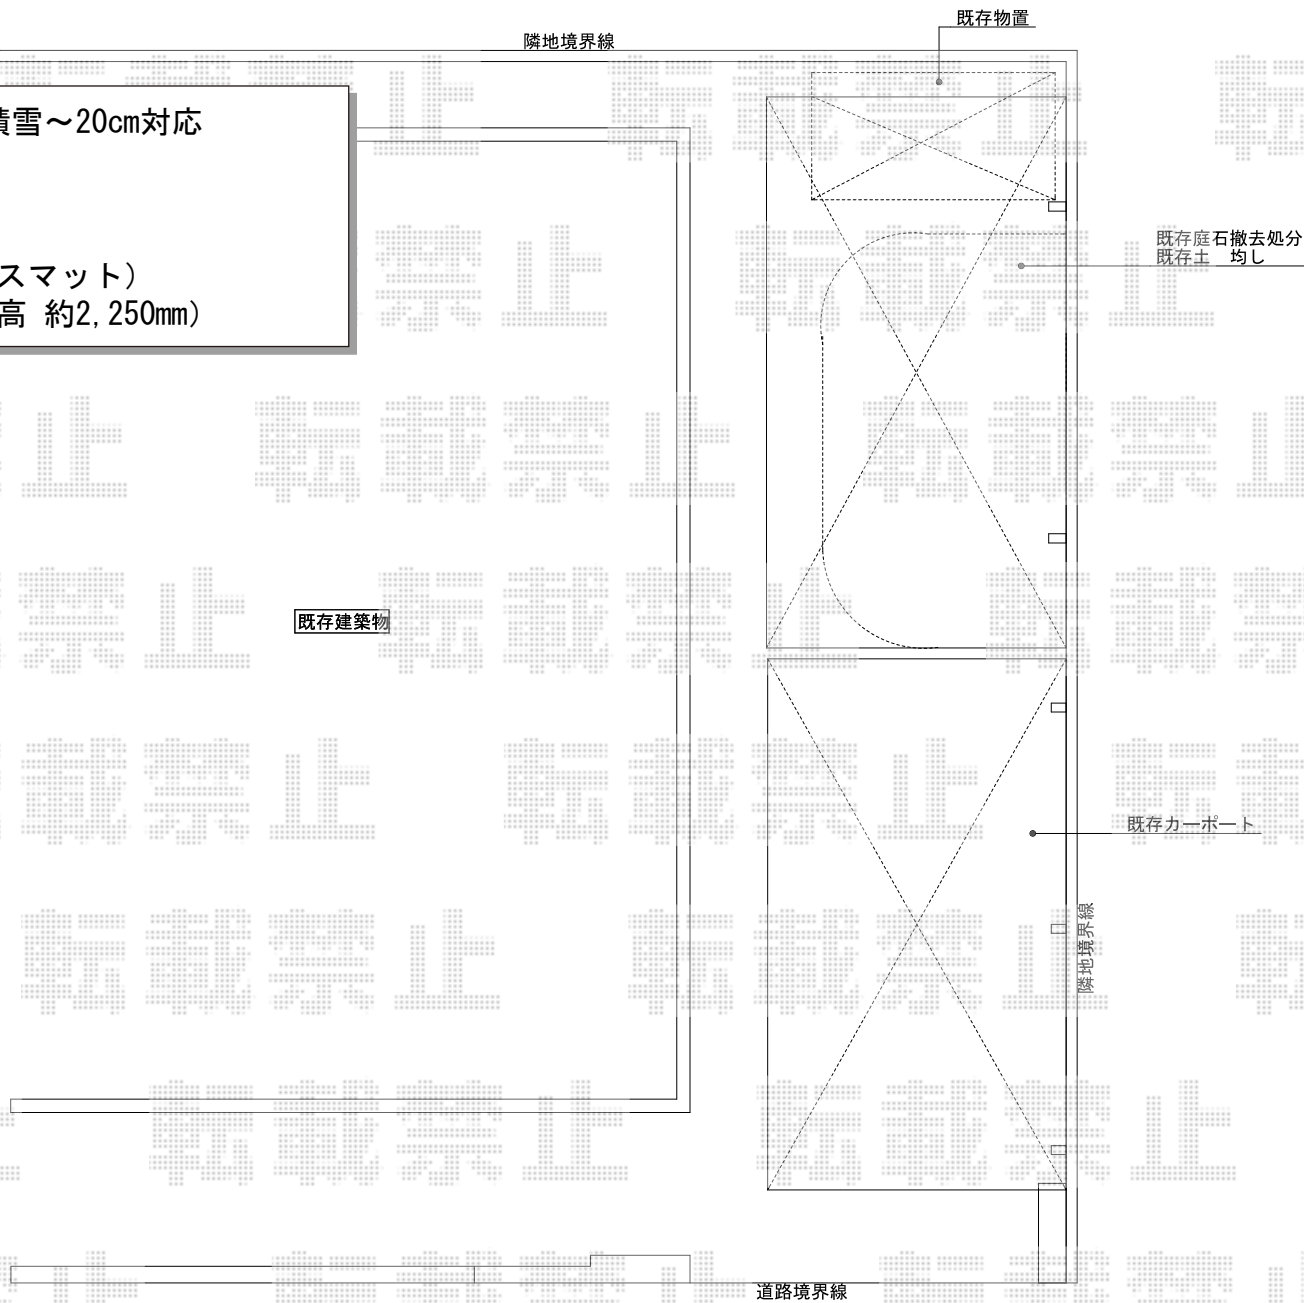 既存物置
隣地境界線
積雪～20cm対応
スマット）
高 約2,250mm）
既存庭石撤去処分
既存土 均し
既存建築物
既存カーポート
隣地境界線
道路境界線
転載禁止